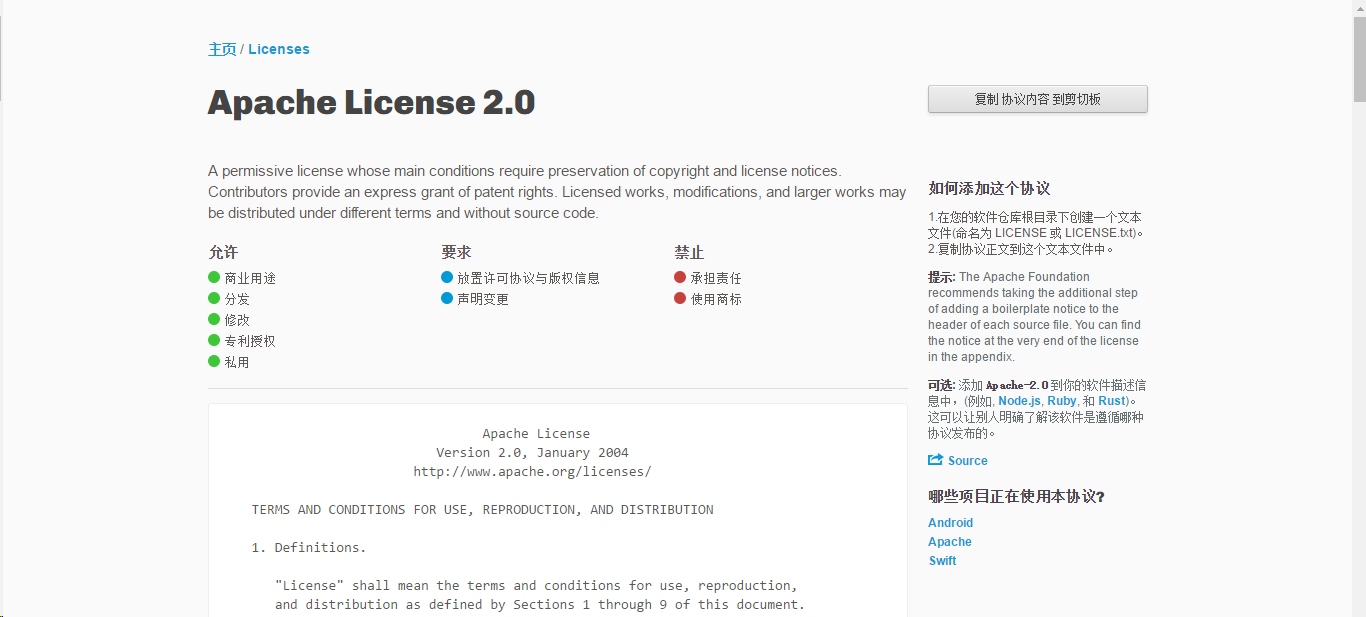 主页 / Licenses
Apache License 2.0
复制 协议内容 到剪切板
A permissive license whose main conditions require preservation of copyright and license notices.
Contributors provide an express grant of patent rights. Licensed works, modifications, and larger works may
be distributed under different terms and without source code.
允许
商业用途
分发
修改
专利授权
私用
要求
放置许可协议与版权信息
声明变更
禁止
承担责任
使用商标
Apache License
Version 2.0, January 2004
http://www.apache.org/licenses/
TERMS AND CONDITIONS FOR USE, REPRODUCTION, AND DISTRIBUTION
1. Definitions.
"License" shall mean the terms and conditions for use, reproduction,
and distribution as defined by Sections 1 through 9 of this document.
如何添加这个协议
1.在您的软件仓库根目录下创建一个文本
文件(命名为 LICENSE 或 LICENSE.txt)。
2.复制协议正文到这个文本文件中。
提示: The Apache Foundation
recommends taking the additional step
of adding a boilerplate notice to the
header of each source file. You can find
the notice at the very end of the license
in the appendix.
可选: 添加 Apache-2.0 到你的软件描述信
息中，(例如, Node.js, Ruby, 和 Rust)。
这可以让别人明确了解该软件是遵循哪种
协议发布的。
Source
哪些项目正在使用本协议?
Android
Apache
Swift